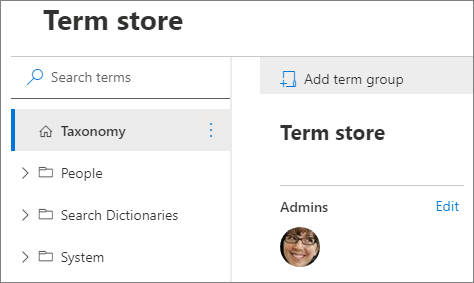 Term store
Search terms
Taxonomy
People
Search Dictionaries
System
Add term group
Term store
Admins
Edit